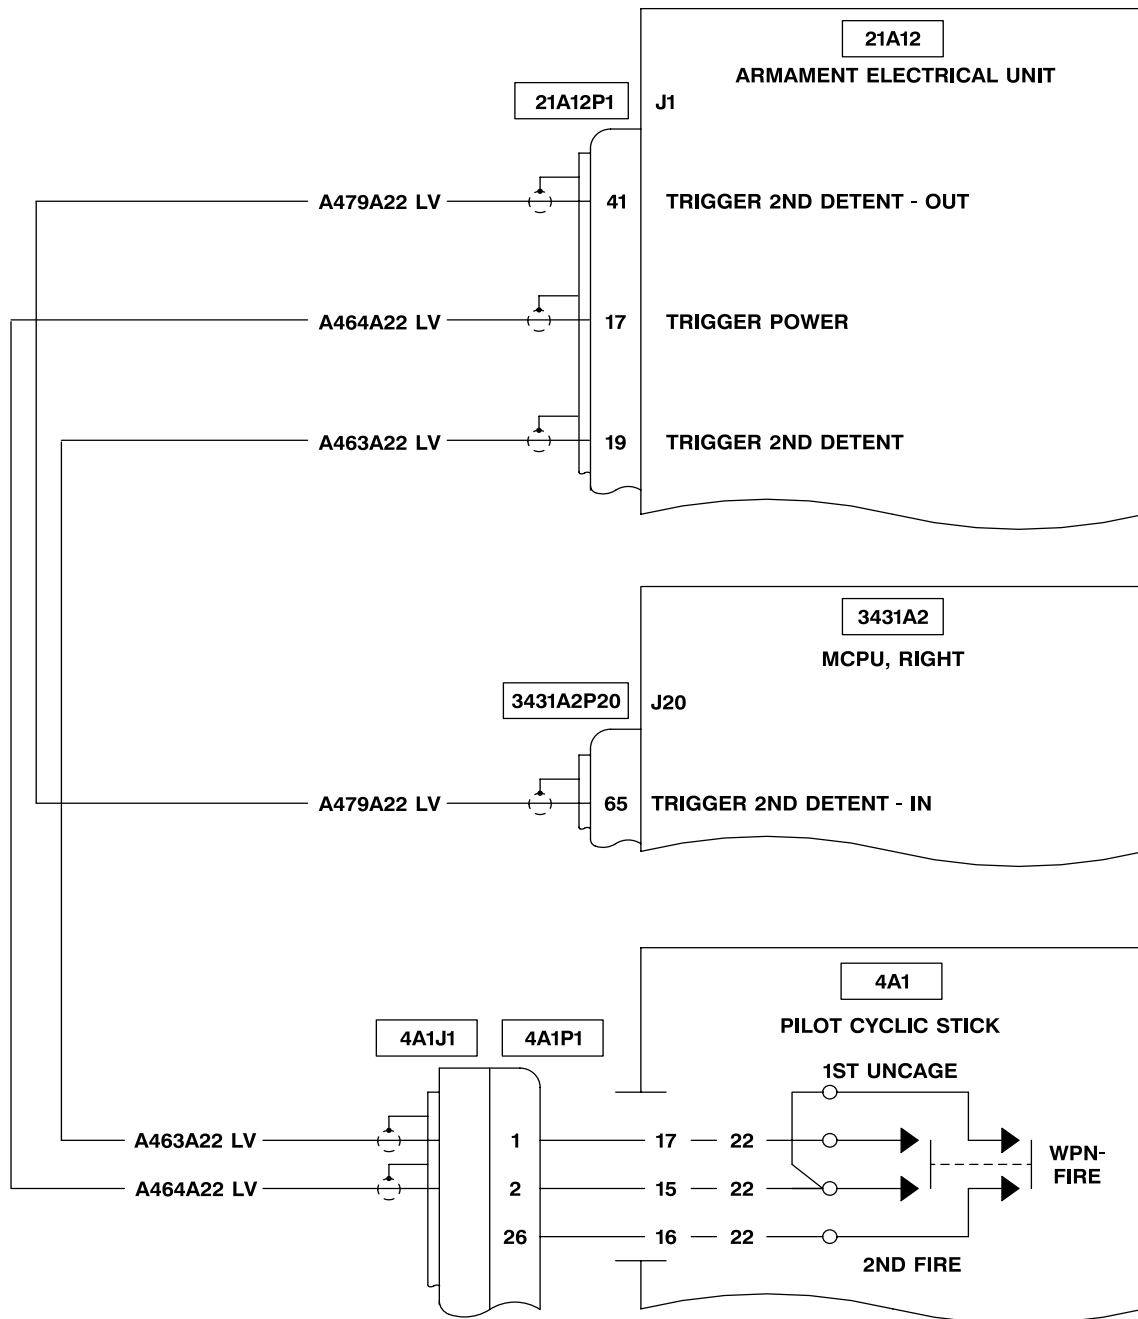 21A12
ARMAMENT ELECTRICAL UNIT
21A12P1 J1
A479A22 LV 41 TRIGGER 2ND DETENT - OUT
A464A22 LV 17 TRIGGER POWER
A463A22 LV 19 TRIGGER 2ND DETENT
3431A2
MCPU, RIGHT
3431A2P20 J20
A479A22 LV 65 TRIGGER 2ND DETENT - IN
4A1
PILOT CYCLIC STICK
4A1J1 4A1P1
1ST UNCAGE
A463A22 LV 1 17 22
WPN-
FIRE
A464A22 LV 2 15 22
26 16 22
2ND FIRE